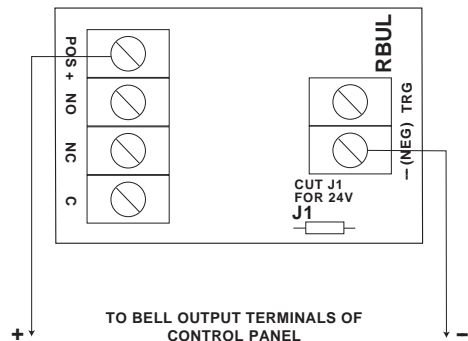 POS +
NO
NC
C
RBUL
TRG
– (NEG)
CUT J1
FOR 24V
J1
TO BELL OUTPUT TERMINALS OF
CONTROL PANEL
+
–